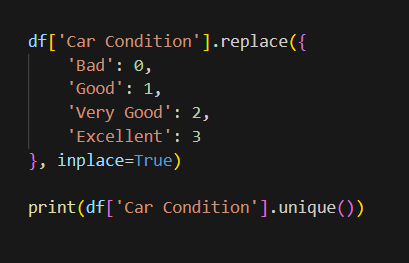 df['Car Condition'].replace({
    'Bad': 0,
    'Good': 1,
    'Very Good': 2,
    'Excellent': 3
}, inplace=True)

print(df['Car Condition'].unique())